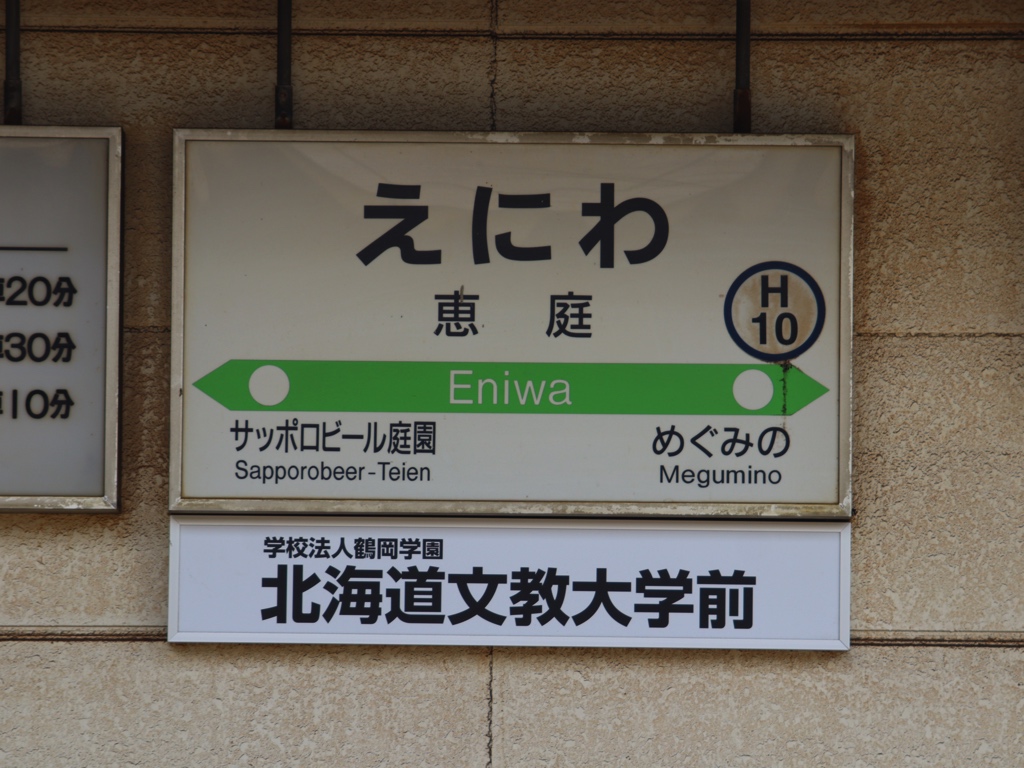 20分
30分
10分
えにわ
恵 庭
H
10
Eniwa
サッポロビール庭園
Sapporobeer-Teien
めぐみの
Megumino
学校法人鶴岡学園
北海道文教大学前